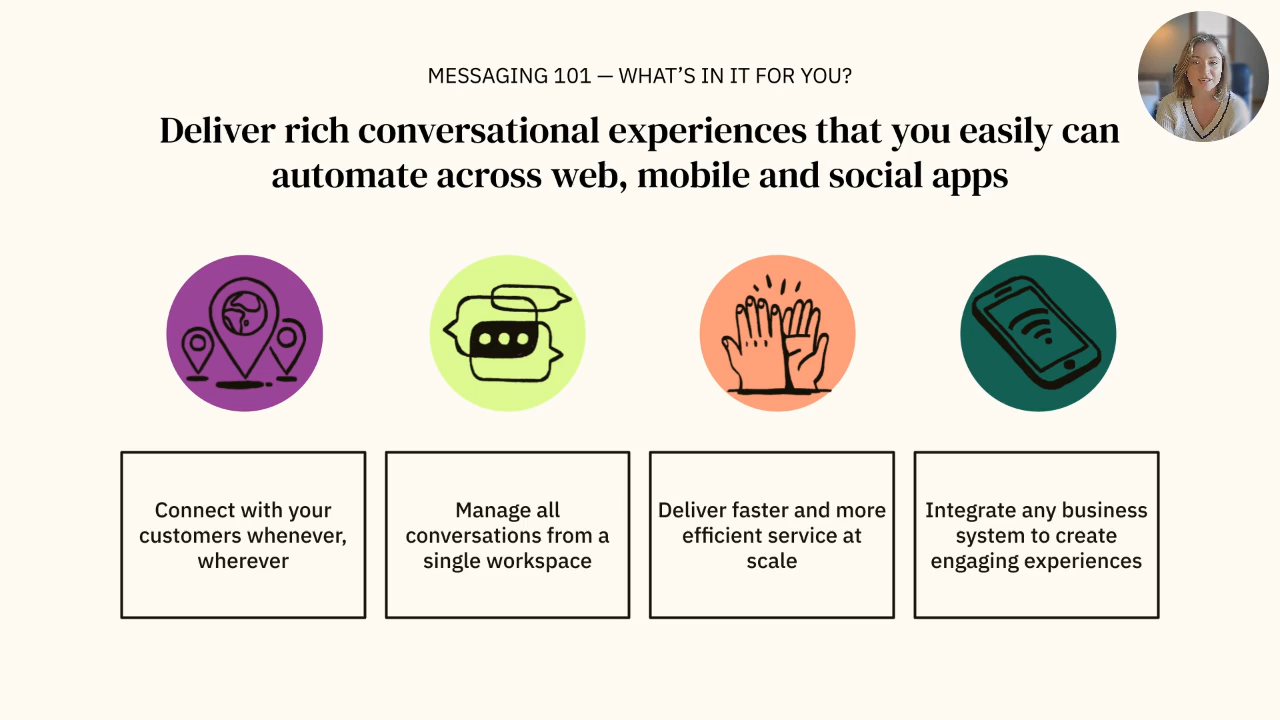 MESSAGING 101 — WHAT’S IN IT FOR YOU?
Deliver rich conversational experiences that you easily can
automate across web, mobile and social apps
Connect with your
customers whenever,
wherever
Manage all
conversations from a
single workspace
Deliver faster and more
efficient service at
scale
Integrate any business
system to create
engaging experiences